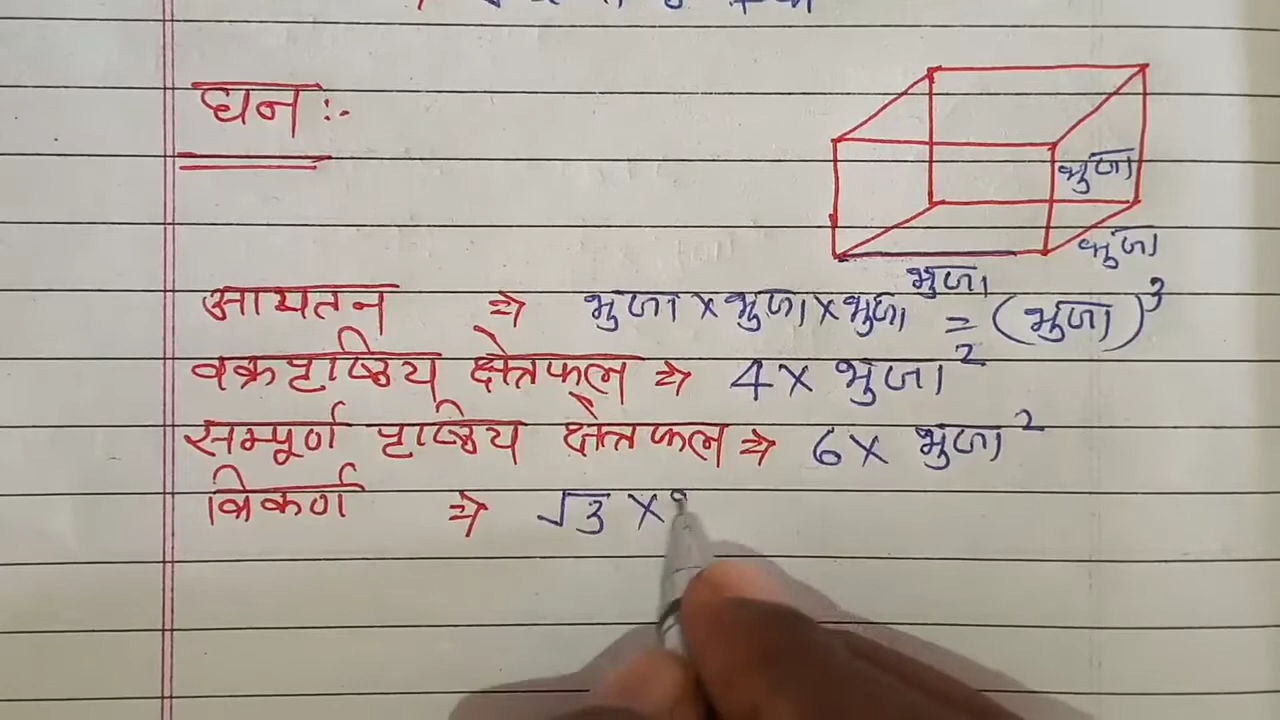 घन :-
भुजा
भुजा
भुजा
आयतन ⇒ भुजा × भुजा × भुजा = (भुजा)³
वक्रपृष्ठिय क्षेत्रफल ⇒ 4 × भुजा²
सम्पूर्ण पृष्ठिय क्षेत्रफल ⇒ 6 × भुजा²
विकर्ण ⇒ √3 ×